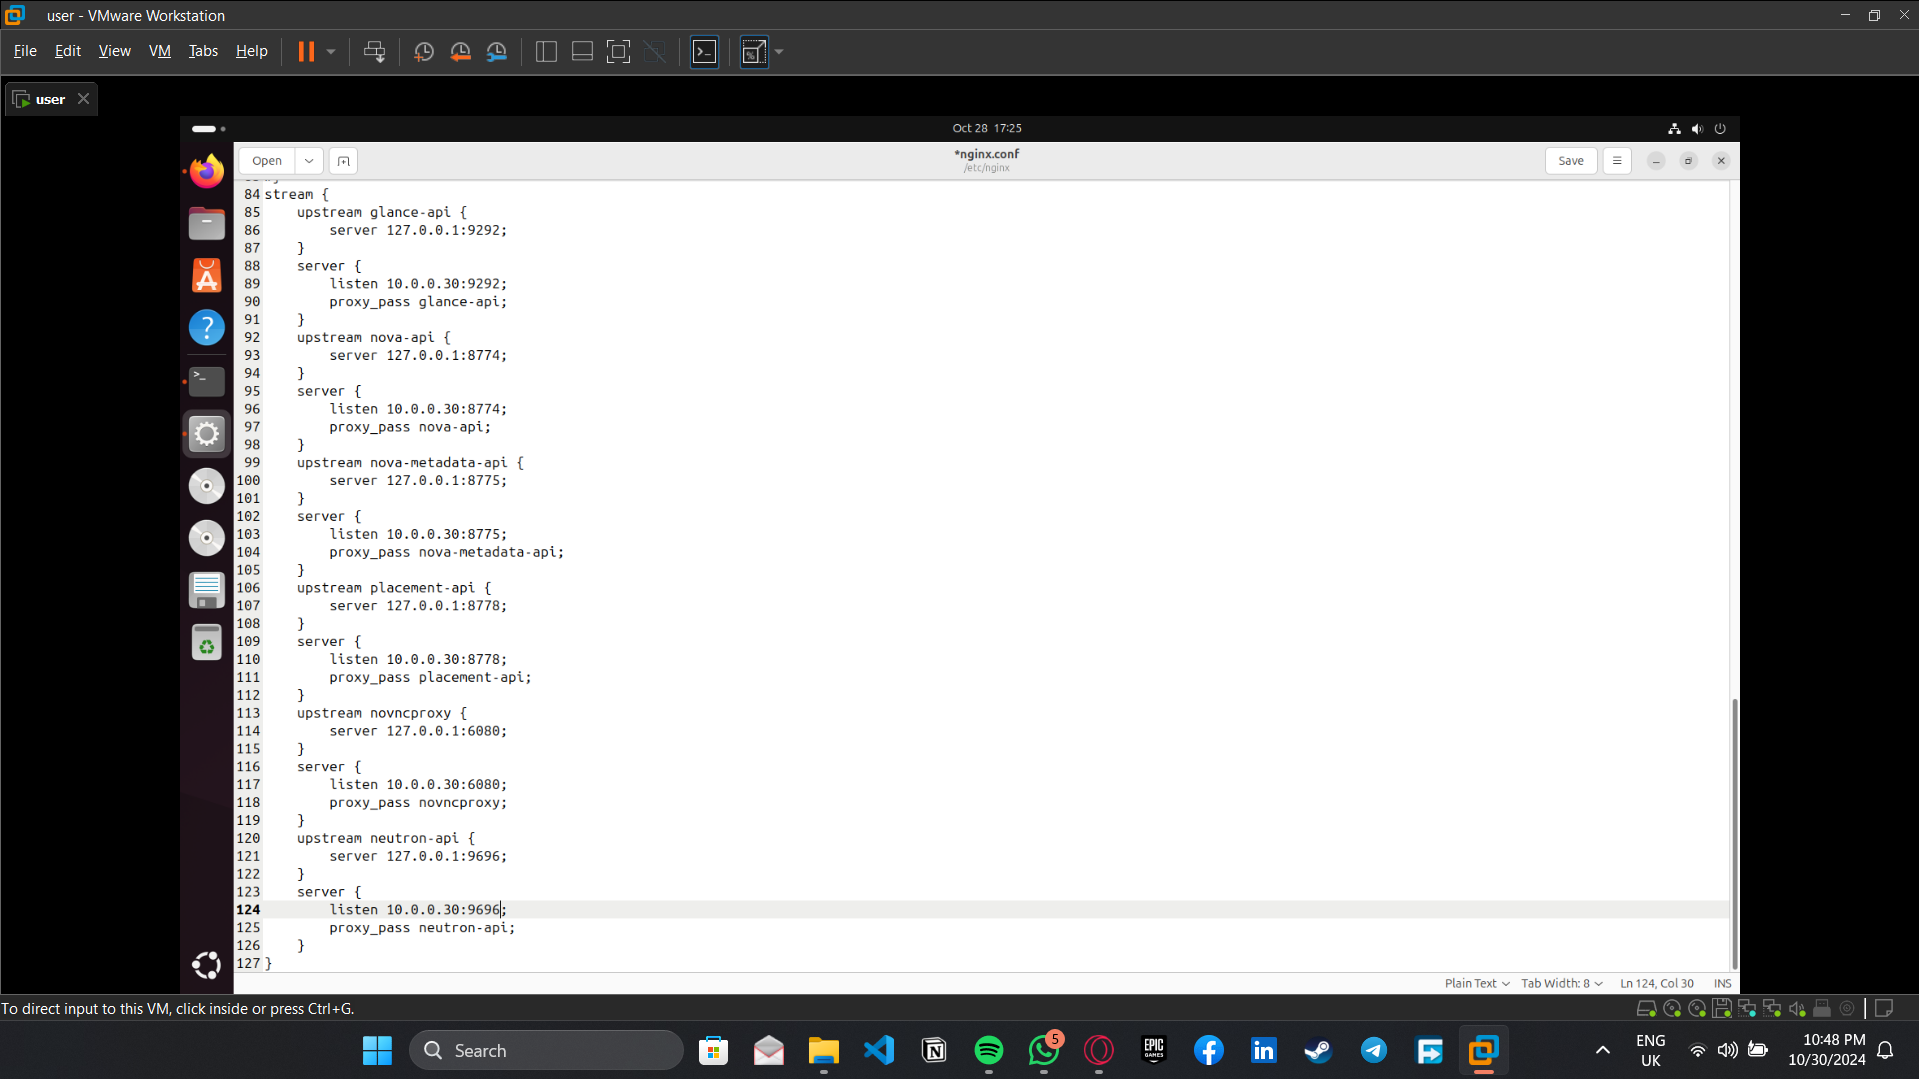 user - VMware Workstation
File Edit View VM Tabs Help
user
Oct 28 17:25
Open
*nginx.conf
/etc/nginx
Save
84 stream {
85 upstream glance-api {
86 server 127.0.0.1:9292;
87 }
88 server {
89 listen 10.0.0.30:9292;
90 proxy_pass glance-api;
91 }
92 upstream nova-api {
93 server 127.0.0.1:8774;
94 }
95 server {
96 listen 10.0.0.30:8774;
97 proxy_pass nova-api;
98 }
99 upstream nova-metadata-api {
100 server 127.0.0.1:8775;
101 }
102 server {
103 listen 10.0.0.30:8775;
104 proxy_pass nova-metadata-api;
105 }
106 upstream placement-api {
107 server 127.0.0.1:8778;
108 }
109 server {
110 listen 10.0.0.30:8778;
111 proxy_pass placement-api;
112 }
113 upstream novncproxy {
114 server 127.0.0.1:6080;
115 }
116 server {
117 listen 10.0.0.30:6080;
118 proxy_pass novncproxy;
119 }
120 upstream neutron-api {
121 server 127.0.0.1:9696;
122 }
123 server {
124 listen 10.0.0.30:9696;
125 proxy_pass neutron-api;
126 }
127 }
Plain Text Tab Width: 8 Ln 124, Col 30 INS
To direct input to this VM, click inside or press Ctrl+G.
Search
5
EPIC GAMES
ENG
UK
10:48 PM
10/30/2024